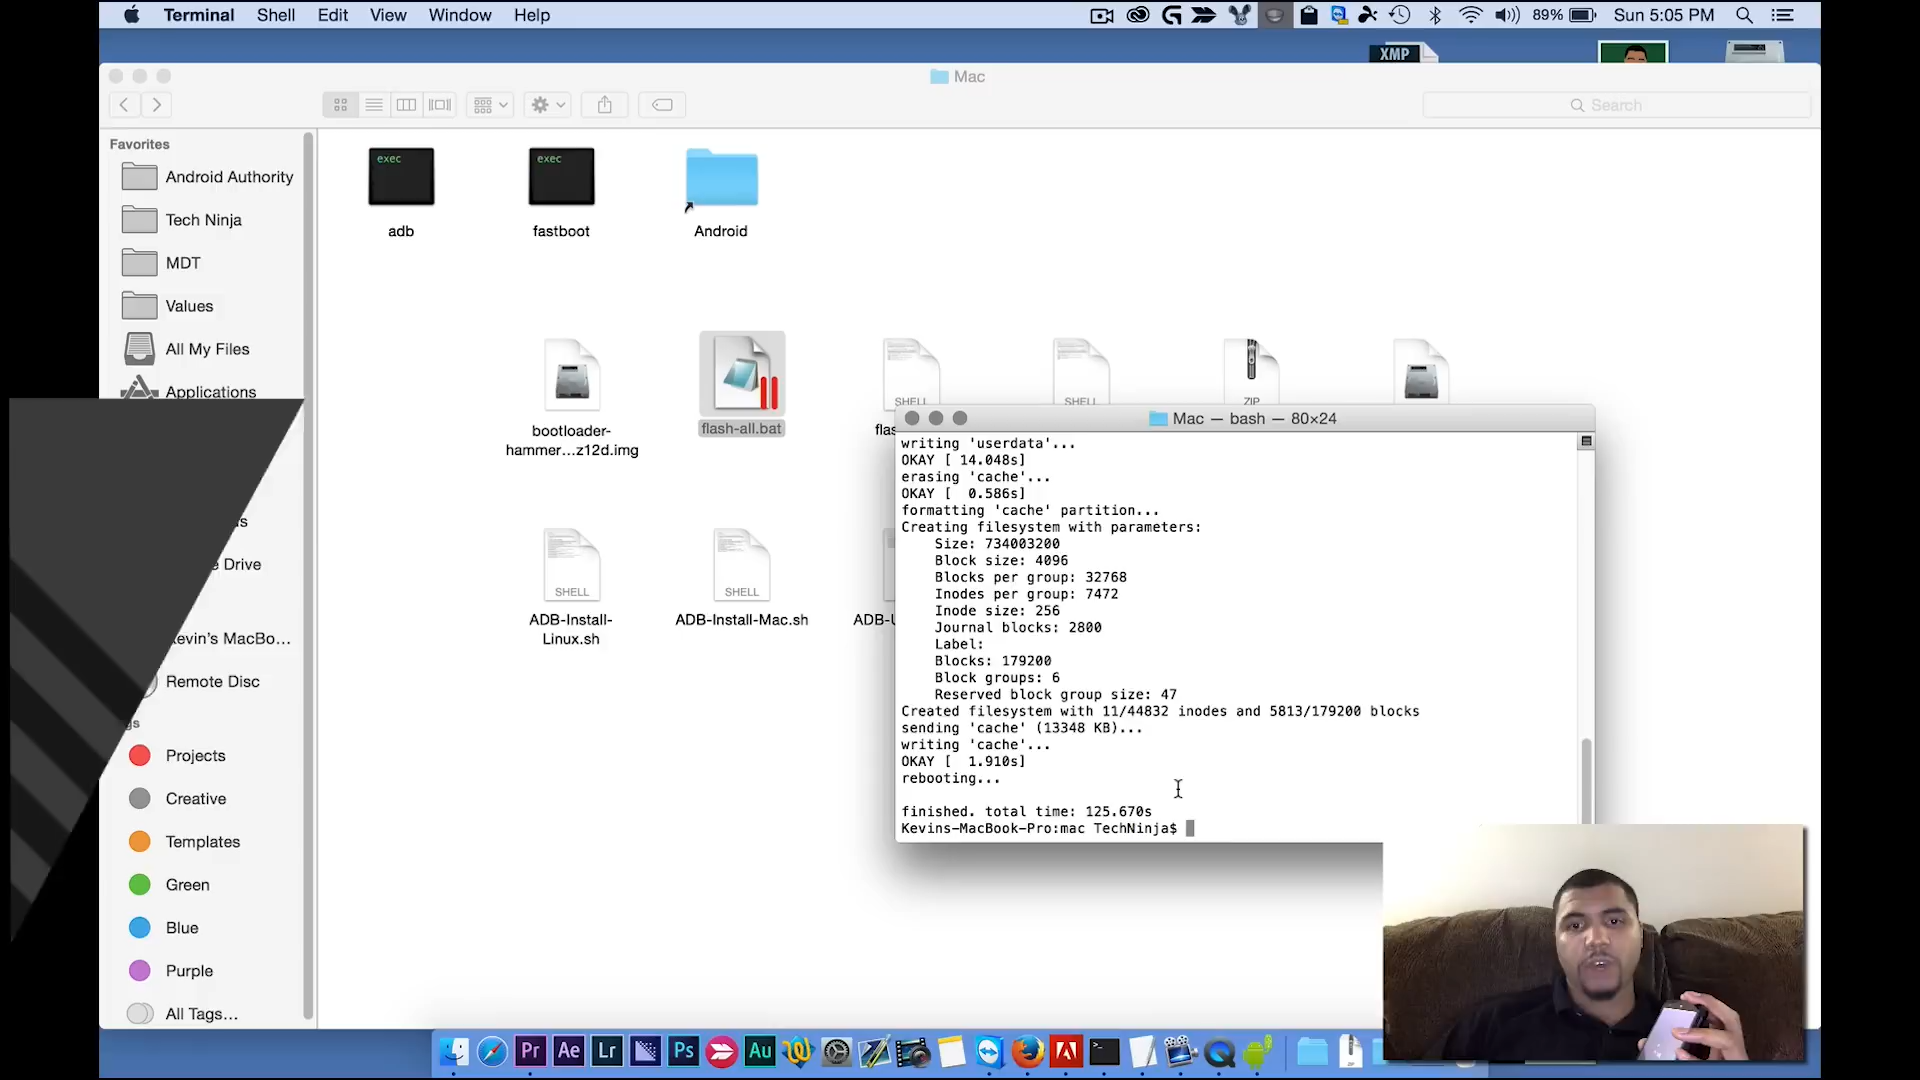 Terminal Shell Edit View Window Help
89% Sun 5:05 PM
XMP
Mac
Search
Favorites
Android Authority
Tech Ninja
MDT
Values
All My Files
Applications
Drive
evin's MacBo...
Remote Disc
gs
Projects
Creative
Templates
Green
Blue
Purple
All Tags...
exec
exec
adb
fastboot
Android
SHELL
SHELL
ZIP
bootloader-
hammer...z12d.img
flash-all.bat
flas
SHELL
SHELL
ADB-Install-
Linux.sh
ADB-Install-Mac.sh
ADB-U
Mac — bash — 80×24
writing 'userdata'...
OKAY [ 14.048s]
erasing 'cache'...
OKAY [  0.586s]
formatting 'cache' partition...
Creating filesystem with parameters:
Size: 734003200
Block size: 4096
Blocks per group: 32768
Inodes per group: 7472
Inode size: 256
Journal blocks: 2800
Label:
Blocks: 179200
Block groups: 6
Reserved block group size: 47
Created filesystem with 11/44832 inodes and 5813/179200 blocks
sending 'cache' (13348 KB)...
writing 'cache'...
OKAY [  1.910s]
rebooting...
finished. total time: 125.670s
Kevins-MacBook-Pro:mac TechNinja$
Pr Ae Lr Ps Au